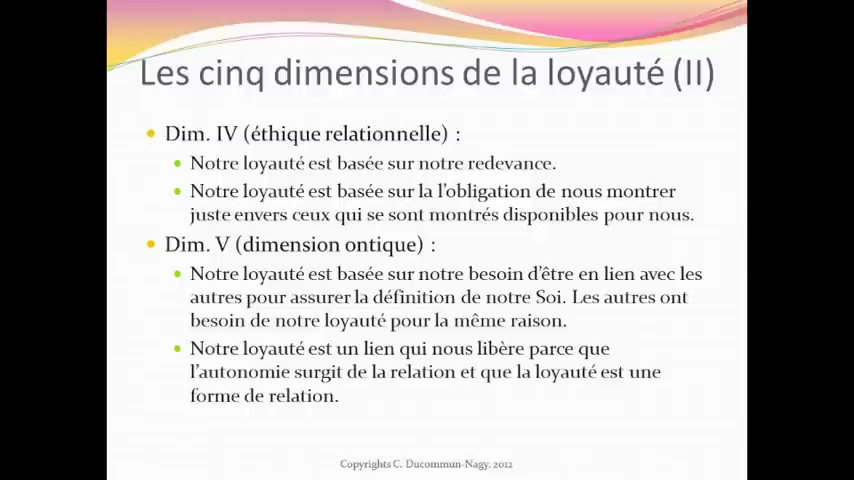 Les cinq dimensions de la loyauté (II)
Dim. IV (éthique relationnelle) :
Notre loyauté est basée sur notre redevance.
Notre loyauté est basée sur la l'obligation de nous montrer
juste envers ceux qui se sont montrés disponibles pour nous.
Dim. V (dimension ontique) :
Notre loyauté est basée sur notre besoin d'être en lien avec les
autres pour assurer la définition de notre Soi. Les autres ont
besoin de notre loyauté pour la même raison.
Notre loyauté est un lien qui nous libère parce que
l'autonomie surgit de la relation et que la loyauté est une
forme de relation.
Copyrights C. Ducommun-Nagy, 2012